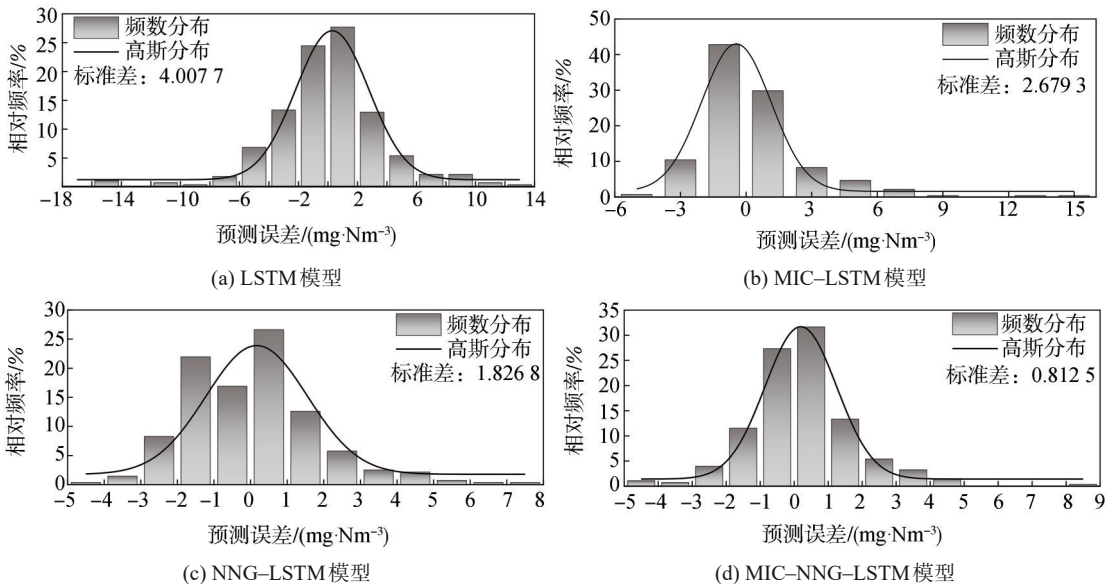 30
25
20
15
10
5
相对频率/%
频数分布
高斯分布
标准差：4.007 7
−18 −14 −10 −6 −2 2 6 10 14
预测误差/(mg·Nm⁻³)
(a) LSTM模型
50
40
30
20
10
0
相对频率/%
频数分布
高斯分布
标准差：2.679 3
−6 −3 0 3 6 9 12 15
预测误差/(mg·Nm⁻³)
(b) MIC–LSTM模型
30
25
20
15
10
5
0
相对频率/%
频数分布
高斯分布
标准差：1.826 8
−5 −4 −3 −2 −1 0 1 2 3 4 5 6 7 8
预测误差/(mg·Nm⁻³)
(c) NNG–LSTM模型
35
30
25
20
15
10
5
0
相对频率/%
频数分布
高斯分布
标准差：0.812 5
−5 −4 −3 −2 −1 0 1 2 3 4 5 6 7 8 9
预测误差/(mg·Nm⁻³)
(d) MIC–NNG–LSTM模型